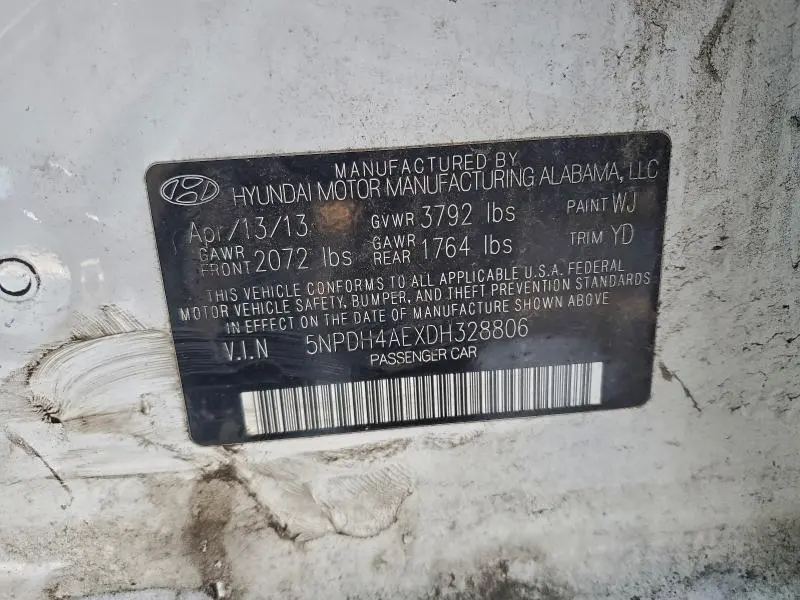 MANUFACTURED BY
HYUNDAI MOTOR MANUFACTURING ALABAMA, LLC
Apr/13/13 GVWR 3792 lbs PAINT WJ
GAWR FRONT 2072 lbs GAWR REAR 1764 lbs TRIM YD
THIS VEHICLE CONFORMS TO ALL APPLICABLE U.S.A. FEDERAL
MOTOR VEHICLE SAFETY, BUMPER, AND THEFT PREVENTION STANDARDS
IN EFFECT ON THE DATE OF MANUFACTURE SHOWN ABOVE
V.I.N 5NPDH4AEXDH328806
PASSENGER CAR